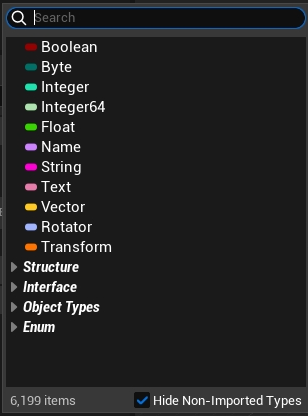 Search
Boolean
Byte
Integer
Integer64
Float
Name
String
Text
Vector
Rotator
Transform
Structure
Interface
Object Types
Enum
6,199 items
Hide Non-Imported Types